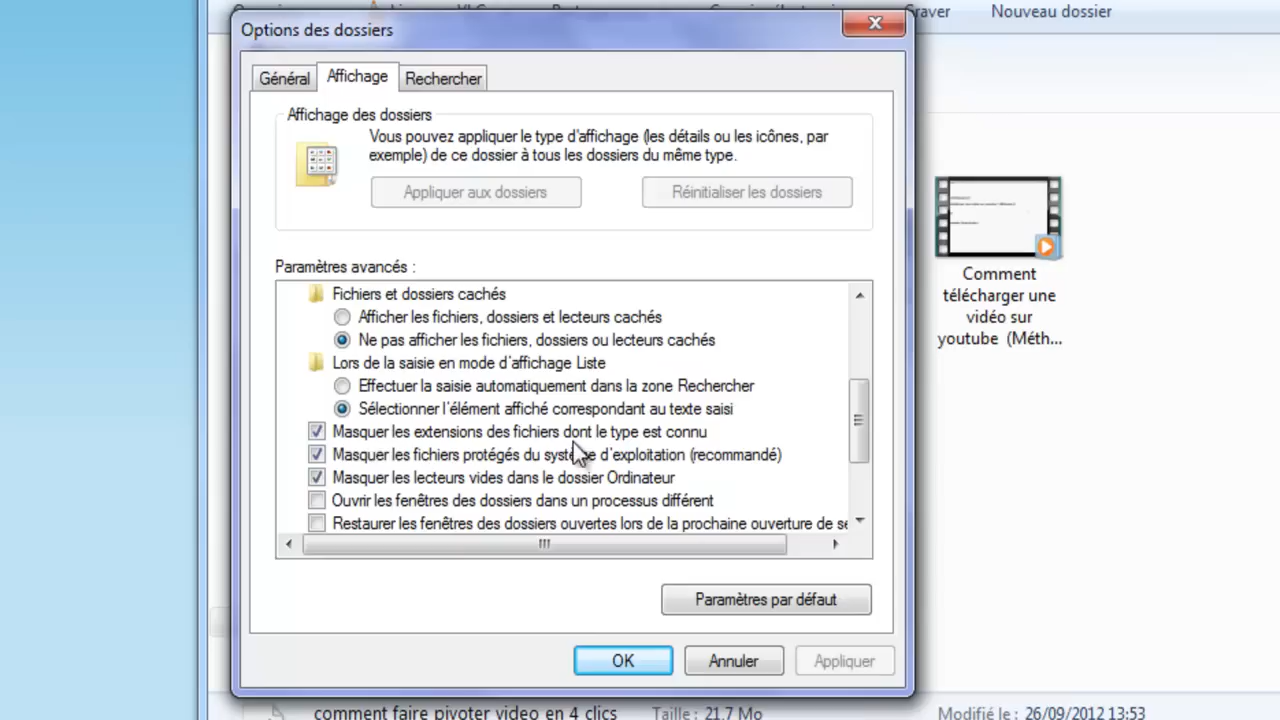 Graver
Nouveau dossier
Options des dossiers
Général
Affichage
Rechercher
Affichage des dossiers
Vous pouvez appliquer le type d'affichage (les détails ou les icônes, par
exemple) de ce dossier à tous les dossiers du même type.
Appliquer aux dossiers
Réinitialiser les dossiers
Paramètres avancés :
Fichiers et dossiers cachés
Afficher les fichiers, dossiers et lecteurs cachés
Ne pas afficher les fichiers, dossiers ou lecteurs cachés
Lors de la saisie en mode d'affichage Liste
Effectuer la saisie automatiquement dans la zone Rechercher
Sélectionner l'élément affiché correspondant au texte saisi
Masquer les extensions des fichiers dont le type est connu
Masquer les fichiers protégés du système d'exploitation (recommandé)
Masquer les lecteurs vides dans le dossier Ordinateur
Ouvrir les fenêtres des dossiers dans un processus différent
Restaurer les fenêtres des dossiers ouvertes lors de la prochaine ouverture de se
Paramètres par défaut
OK
Annuler
Appliquer
Comment
télécharger une
vidéo sur
youtube (Méth...
comment faire pivoter video en 4 clics
Taille : 21,7 Mo
Modifié le : 26/09/2012 13:53